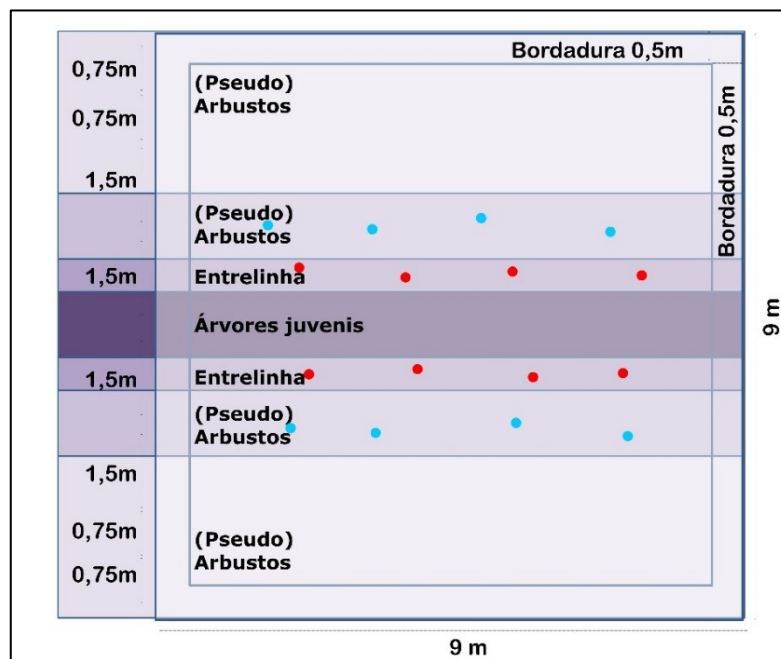 Bordadura 0,5m
0,75m
(Pseudo)
Arbustos
0,75m
Bordadura 0,5m
1,5m
(Pseudo)
Arbustos
1,5m
Entrelinha
Árvores juvenis
9 m
1,5m
Entrelinha
(Pseudo)
Arbustos
1,5m
0,75m
(Pseudo)
Arbustos
0,75m
9 m